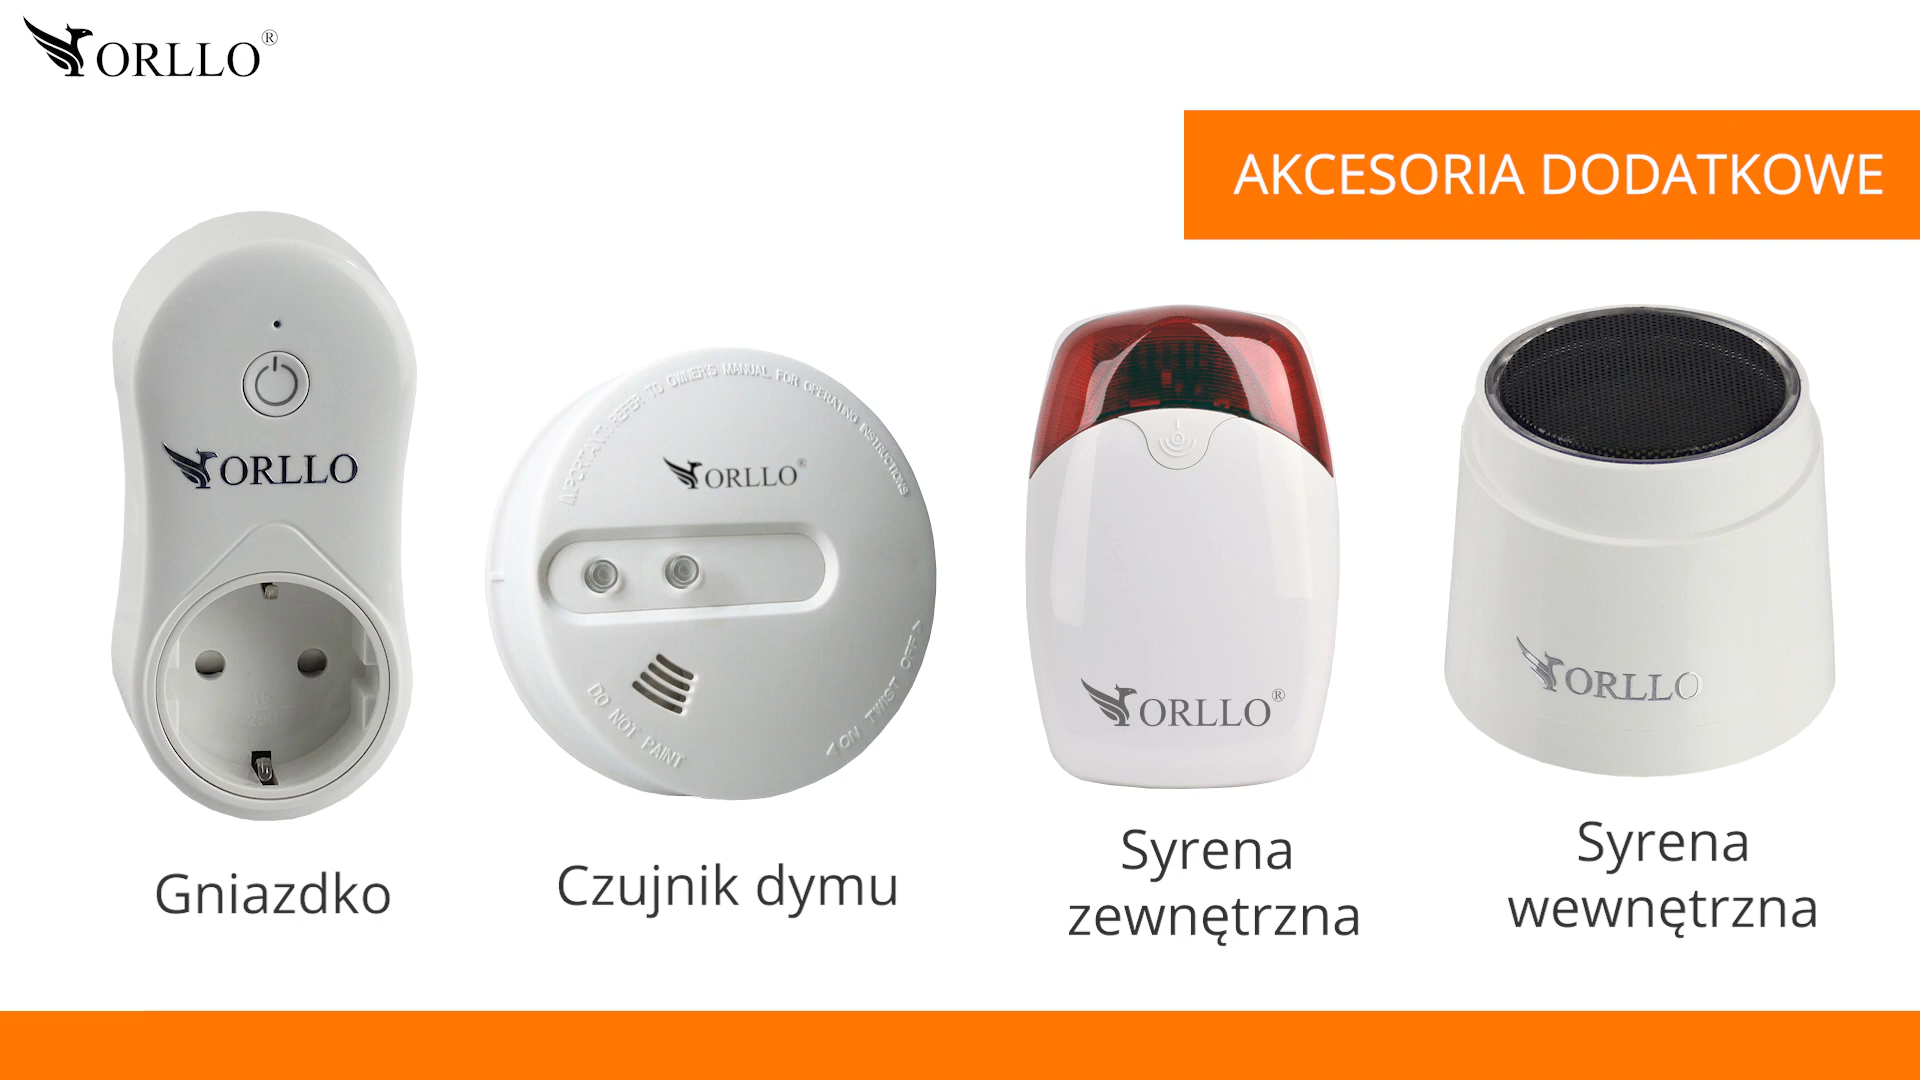 ORLLO®
AKCESORIA DODATKOWE
ORLLO
IMPORTANT: REFER TO OWNER'S MANUAL FOR OPERATING INSTRUCTIONS
ORLLO®
DO NOT PAINT
<ON TWIST OFF>
ORLLO®
ORLLO
Gniazdko
Czujnik dymu
Syrena
zewnętrzna
Syrena
wewnętrzna